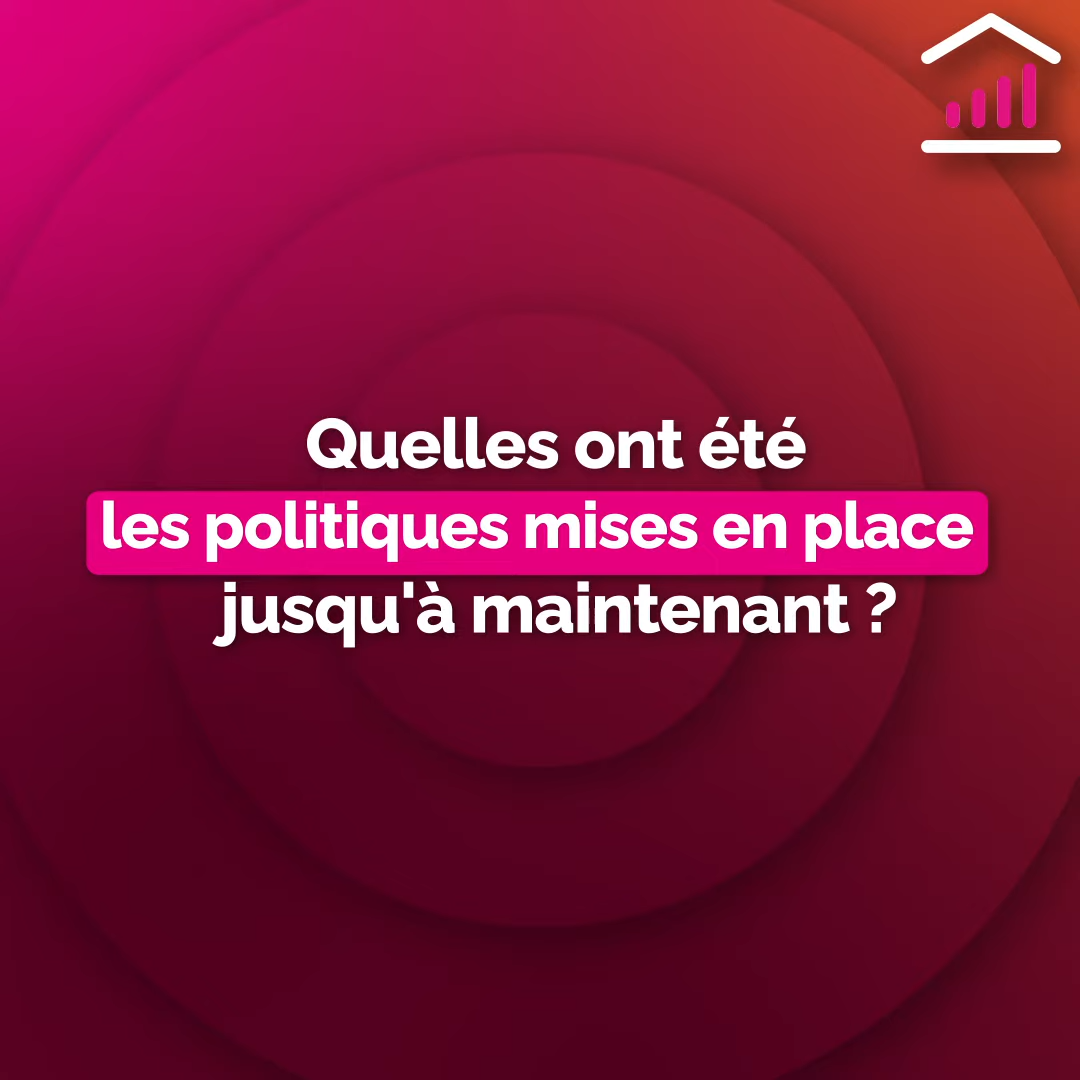 Quelles ont été
les politiques mises en place
jusqu'à maintenant ?